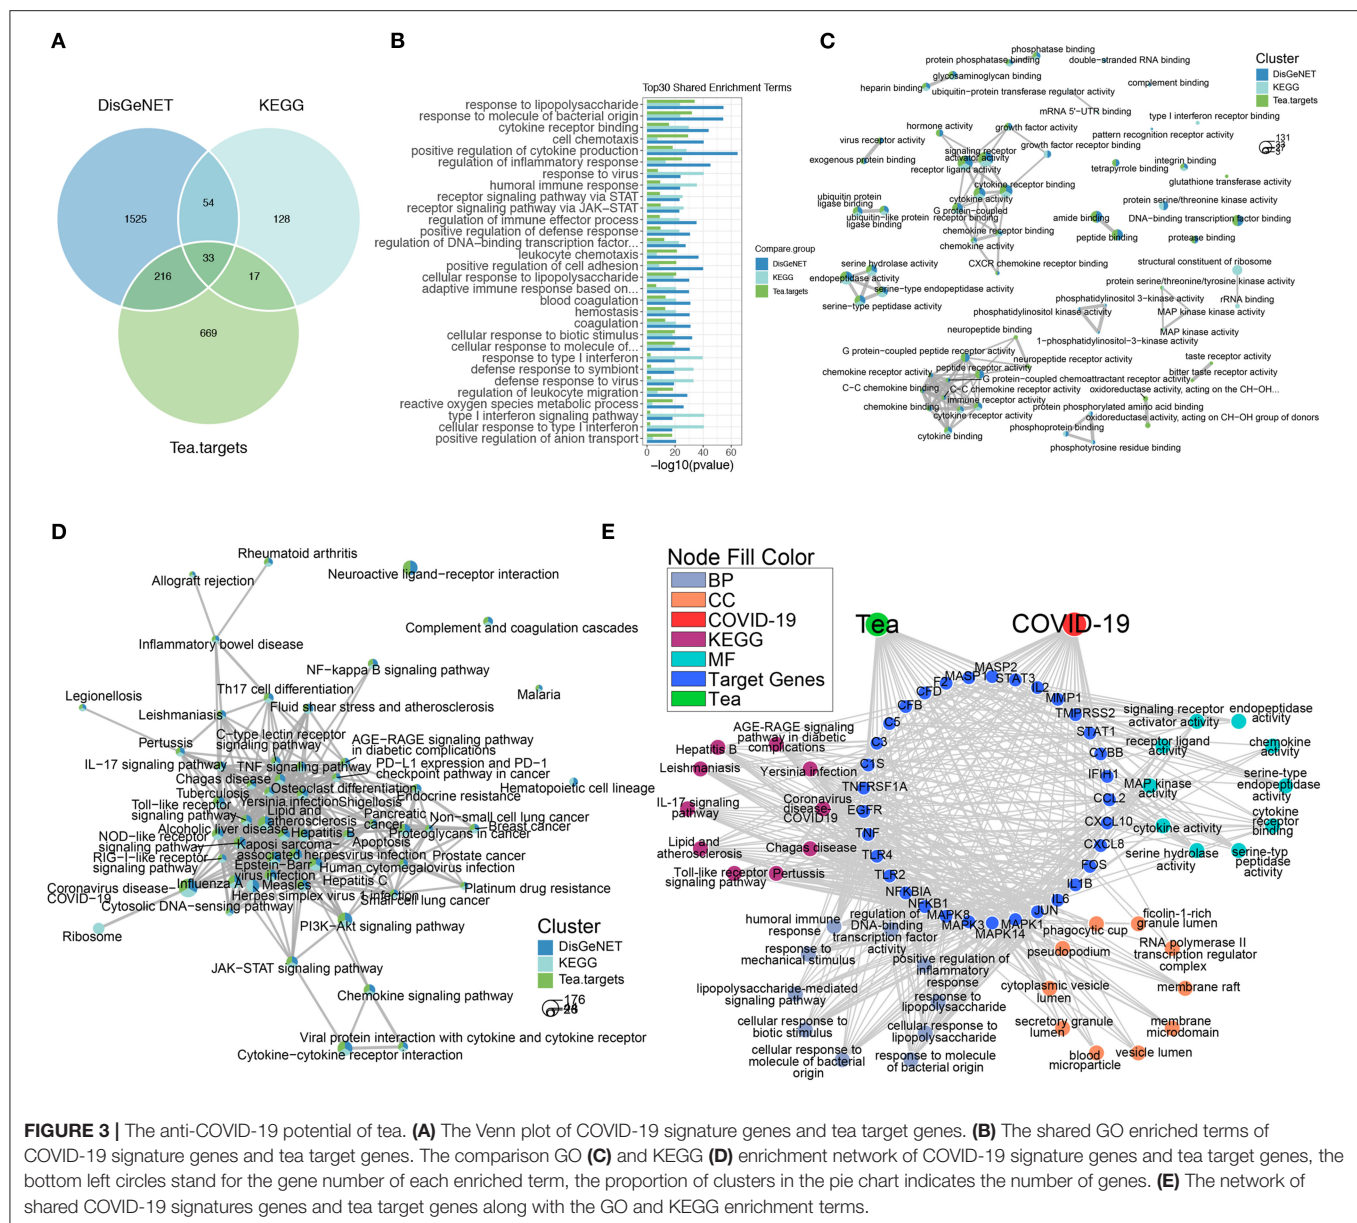 A
DisGeNET
KEGG
1525
54
128
33
216
17
669
Tea.targets
B
Top30 Shared Enrichment Terms
response to lipopolysaccharide
response to molecule of bacterial origin
cytokine receptor binding
cell chemotaxis
positive regulation of cytokine production
regulation of inflammatory response
response to virus
humoral immune response
receptor signaling pathway via STAT
receptor signaling pathway via JAK−STAT
regulation of immune effector process
positive regulation of defense response
regulation of DNA−binding transcription factor...
leukocyte chemotaxis
positive regulation of cell adhesion
cellular response to lipopolysaccharide
adaptive immune response based on...
blood coagulation
hemostasis
coagulation
cellular response to biotic stimulus
cellular response to molecule of...
response to type I interferon
defense response to symbiont
defense response to virus
regulation of leukocyte migration
reactive oxygen species metabolic process
type I interferon signaling pathway
cellular response to type I interferon
positive regulation of anion transport
0 20 40 60
−log10(pvalue)
Compare.group
DisGeNET
KEGG
Tea.targets
C
phosphatase binding
protein phosphatase binding
double−stranded RNA binding
glycosaminoglycan binding
heparin binding
ubiquitin−protein transferase regulator activity
complement binding
mRNA 5'−UTR binding
type I interferon receptor binding
hormone activity
growth factor activity
pattern recognition receptor activity
virus receptor activity
growth factor receptor binding
signaling receptor
activator activity
exogenous protein binding
receptor ligand activity
integrin binding
tetrapyrrole binding
glutathione transferase activity
cytokine receptor binding
cytokine activity
ubiquitin protein
ligase binding
protein serine/threonine kinase activity
G protein−coupled
receptor binding
ubiquitin−like protein
ligase binding
amide binding
DNA−binding transcription factor binding
chemokine receptor binding
peptide binding
protease binding
chemokine activity
serine hydrolase activity
CXCR chemokine receptor binding
structural constituent of ribosome
endopeptidase activity
serine−type endopeptidase activity
protein serine/threonine/tyrosine kinase activity
serine−type peptidase activity
phosphatidylinositol 3−kinase activity
rRNA binding
phosphatidylinositol kinase activity
MAP kinase kinase activity
neuropeptide binding
MAP kinase activity
1−phosphatidylinositol−3−kinase activity
G protein−coupled peptide receptor activity
neuropeptide receptor activity
taste receptor activity
peptide receptor activity
chemokine receptor activity
bitter taste receptor activity
G protein−coupled chemoattractant receptor activity
C−C chemokine binding
C−C chemokine receptor activity
oxidoreductase activity, acting on the CH−OH...
immune receptor activity
chemokine binding
protein phosphorylated amino acid binding
cytokine receptor activity
oxidoreductase activity, acting on CH−OH group of donors
phosphoprotein binding
cytokine binding
phosphotyrosine residue binding
Cluster
DisGeNET
KEGG
Tea.targets
131
D
Rheumatoid arthritis
Allograft rejection
Neuroactive ligand−receptor interaction
Complement and coagulation cascades
Inflammatory bowel disease
NF−kappa B signaling pathway
Legionellosis
Th17 cell differentiation
Malaria
Leishmaniasis
Fluid shear stress and atherosclerosis
Pertussis
C−type lectin receptor
signaling pathway
AGE−RAGE signaling pathway
in diabetic complications
IL−17 signaling pathway
TNF signaling pathway
PD−L1 expression and PD−1
checkpoint pathway in cancer
Chagas disease
Hematopoietic cell lineage
Tuberculosis
Osteoclast differentiation
Endocrine resistance
Toll−like receptor
signaling pathway
Yersinia infection
Shigellosis
Lipid and
atherosclerosis
Pancreatic
cancer
Non−small cell lung cancer
Alcoholic liver disease
Hepatitis B
Proteoglycans in cancer
Breast cancer
NOD−like receptor
signaling pathway
Kaposi sarcoma−
associated herpesvirus infection
Apoptosis
RIG−I−like receptor
signaling pathway
Prostate cancer
Epstein−Barr
virus infection
Human cytomegalovirus infection
Coronavirus disease−
COVID−19
Influenza A
Measles
Hepatitis C
Platinum drug resistance
Herpes simplex virus 1 infection
Small cell lung cancer
Cytosolic DNA−sensing pathway
Ribosome
PI3K−Akt signaling pathway
JAK−STAT signaling pathway
Chemokine signaling pathway
Viral protein interaction with cytokine and cytokine receptor
Cytokine−cytokine receptor interaction
Cluster
DisGeNET
KEGG
Tea.targets
176
E
Node Fill Color
BP
CC
COVID-19
KEGG
MF
Target Genes
Tea
Tea
COVID-19
MASP2
MASP1
STAT3
F2
IL2
CFD
MMP1
CFB
TMPRSS2
C5
STAT1
C3
CYBB
C1S
IFIH1
TNFRSF1A
CCL2
EGFR
CXCL10
TNF
CXCL8
TLR4
FOS
TLR2
IL1B
NFKBIA
IL6
NFKB1
JUN
MAPK8
MAPK1
MAPK3
MAPK14
AGE-RAGE signaling
pathway in diabetic
complications
Hepatitis B
Leishmaniasis
Yersinia infection
IL-17 signaling
pathway
Coronavirus
disease-
COVID19
Lipid and
atherosclerosis
Chagas disease
Toll-like receptor
signaling pathway
Pertussis
signaling receptor
activator activity
endopeptidase
activity
receptor ligand
activity
chemokine
activity
MAP kinase
activity
serine-type
endopeptidase
activity
cytokine activity
cytokine
receptor
binding
serine hydrolase
activity
serine-typ
peptidase
activity
humoral immune
response
regulation of
DNA-binding
transcription factor
activity
response to
mechanical stimulus
positive regulation of
inflammatory
response
lipopolysaccharide-mediated
signaling pathway
response to
lipopolysaccharide
cellular response to
biotic stimulus
cellular response to
lipopolysaccharide
cellular response to
molecule of bacterial
origin
response to molecule
of bacterial origin
phagocytic cup
ficolin-1-rich
granule lumen
pseudopodium
RNA polymerase II
transcription regulator
complex
cytoplasmic vesicle
lumen
membrane raft
secretory granule
lumen
membrane
microdomain
blood
microparticle
vesicle lumen
FIGURE 3 | The anti-COVID-19 potential of tea. (A) The Venn plot of COVID-19 signature genes and tea target genes. (B) The shared GO enriched terms of
COVID-19 signature genes and tea target genes. The comparison GO (C) and KEGG (D) enrichment network of COVID-19 signature genes and tea target genes, the
bottom left circles stand for the gene number of each enriched term, the proportion of clusters in the pie chart indicates the number of genes. (E) The network of
shared COVID-19 signatures genes and tea target genes along with the GO and KEGG enrichment terms.